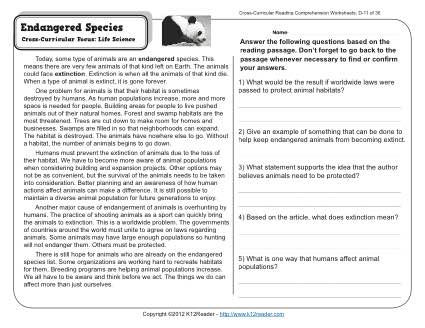 Cross-Curricular Reading Comprehension Worksheets: D-11 of 36
Endangered Species
Cross-Curricular Focus: Life Science
Today, some type of animals are an endangered species. This
means there are very few animals of that kind left on Earth. The animals
could face extinction. Extinction is when all the animals of that kind die.
When a type of animal is extinct, it is gone forever.
One problem for animals is that their habitat is sometimes
destroyed by humans. As human populations increase, more and more
space is needed for people. Building areas for people to live pushed
animals out of their natural homes. Forest and swamp habitats are the
most threatened. Trees are cut down to make room for homes and
businesses. Swamps are filled in so that neighborhoods can expand.
The habitat is destroyed. The animals have nowhere else to go. Without
a habitat, the number of animals begins to go down.
Humans must prevent the extinction of animals due to the loss of
their habitat. We have to become more aware of animal populations
when considering building and expansion projects. Other options may
not be as convenient, but the survival of the animals needs to be taken
into consideration. Better planning and an awareness of how human
actions affect animals can make a difference. It is still possible to
maintain a diverse animal population for future generations to enjoy.
Another major cause of endangerment of animals is overhunting by
humans. The practice of shooting animals as a sport can quickly bring
the animals to extinction. This is a worldwide problem. The governments
of countries around the world must unite to agree on laws regarding
animals. Some animals may have large enough populations so hunting
will not endanger them. Others must be protected.
There is still hope for animals who are already on the endangered
species list. Some organizations are working hard to recreate habitats
for them. Breeding programs are helping animal populations increase.
We all have to be aware and think before we act. The things we do can
affect more than just ourselves.
Name
Answer the following questions based on the
reading passage. Don't forget to go back to the
passage whenever necessary to find or confirm
your answers.
1) What would be the result if worldwide laws were
passed to protect animal habitats?
2) Give an example of something that can be done to
help keep endangered animals from becoming extinct.
3) What statement supports the idea that the author
believes animals need to be protected?
4) Based on the article, what does extinction mean?
5) What is one way that humans affect animal
populations?
Copyright ©2012 K12Reader - http://www.k12reader.com